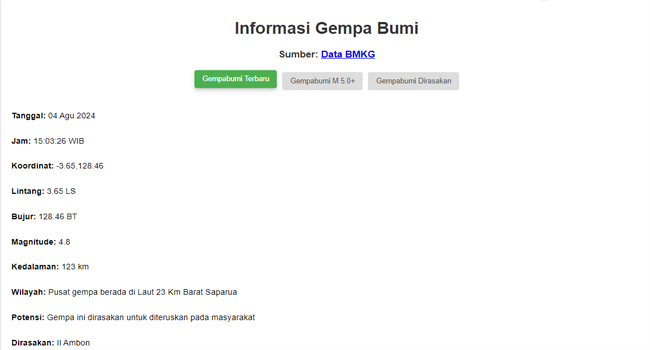 Informasi Gempa Bumi
Sumber: Data BMKG
Gempabumi Terbaru Gempabumi M 5.0+ Gempabumi Dirasakan
Tanggal: 04 Agu 2024
Jam: 15:03:26 WIB
Koordinat: -3.65,128.46
Lintang: 3.65 LS
Bujur: 128.46 BT
Magnitude: 4.8
Kedalaman: 123 km
Wilayah: Pusat gempa berada di Laut 23 Km Barat Saparua
Potensi: Gempa ini dirasakan untuk diteruskan pada masyarakat
Dirasakan: II Ambon